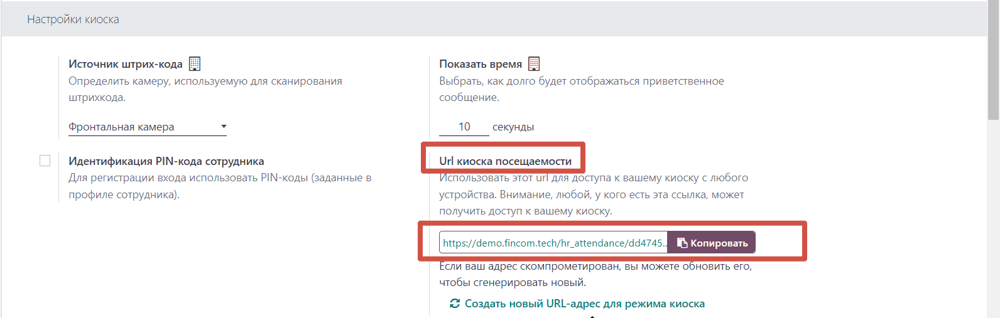 Настройки киоска
Источник штрих-кода
Определить камеру, используемую для сканирования
штрихкода.
Фронтальная камера
Показать время
Выбрать, как долго будет отображаться приветственное
сообщение.
10 секунды
Идентификация PIN-кода сотрудника
Для регистрации входа использовать PIN-коды (заданные в
профиле сотрудника).
Url киоска посещаемости
Использовать этот url для доступа к вашему киоску с любого
устройства. Внимание, любой, у кого есть эта ссылка, может
получить доступ к вашему киоску.
https://demo.fincom.tech/hr_attendance/dd4745... Копировать
Если ваш адрес скомпрометирован, вы можете обновить его,
чтобы сгенерировать новый.
Создать новый URL-адрес для режима киоска